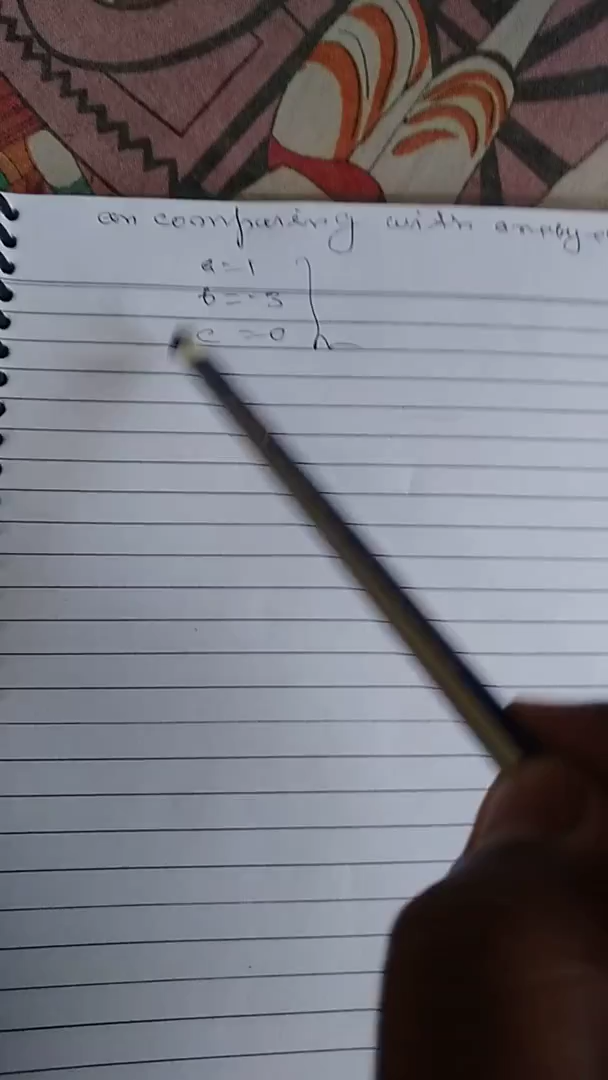 on comparing with
a = 1
b = -3
c = 0